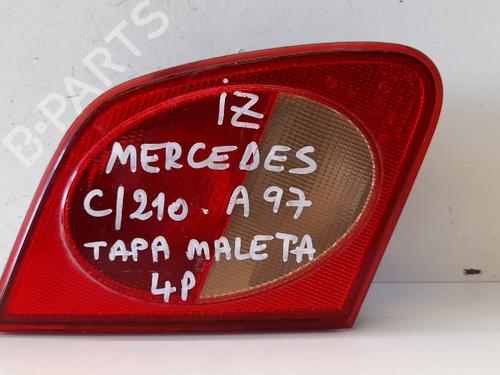 B-PARTS
IZ
MERCEDES
C/210. A 97
TAPA MALETA
4P